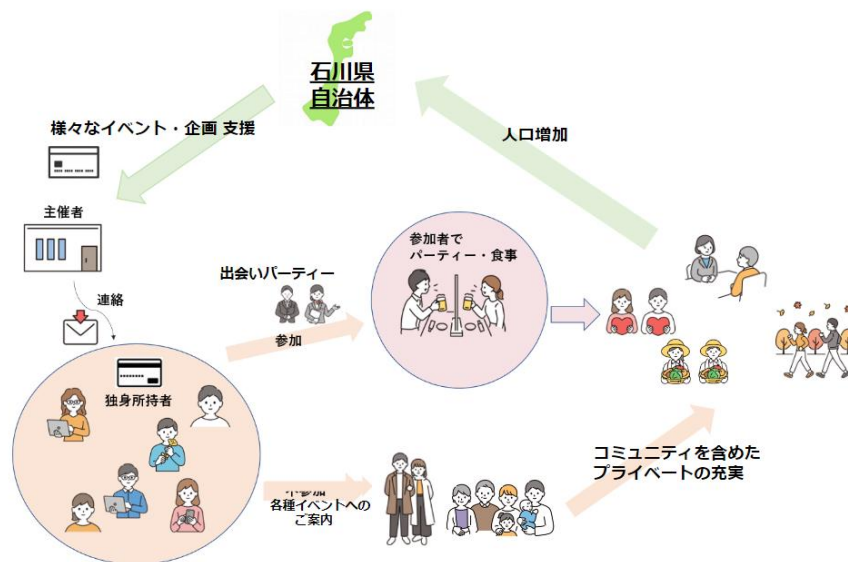 石川県
自治体
様々なイベント・企画 支援
人口増加
主催者
連絡
出会いパーティー
参加
参加者で
パーティー・食事
独身所持者
コミュニティを含めた
プライベートの充実
各種イベントへの
ご案内